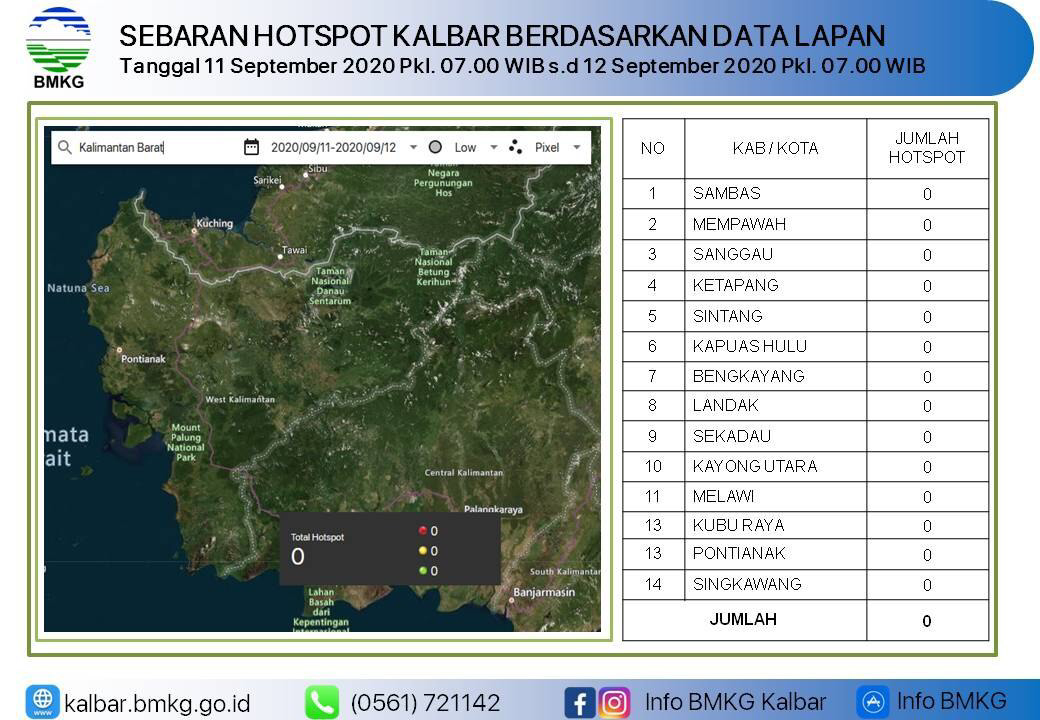 BMKG
SEBARAN HOTSPOT KALBAR BERDASARKAN DATA LAPAN
Tanggal 11 September 2020 Pkl. 07.00 WIB s.d 12 September 2020 Pkl. 07.00 WIB
Kalimantan Barat 2020/09/11-2020/09/12 Low Pixel
Sarikei
Sibu
Taman
Negara
Pergunungan
Hos
Kuching
Tawai
Taman
Nasional
Danau
Sentarum
Taman
Nasional
Betung
Kerihun
Natuna Sea
Pontianak
West Kalimantan
mata
ait
Mount
Palung
National
Park
Central Kalimantan
Palangkaraya
Total Hotspot
0
0
0
0
South Kalimantan
Banjarmasin
Lahan
Basah
dari
Kepentingan
Internasional
NO KAB / KOTA JUMLAH HOTSPOT
1 SAMBAS 0
2 MEMPAWAH 0
3 SANGGAU 0
4 KETAPANG 0
5 SINTANG 0
6 KAPUAS HULU 0
7 BENGKAYANG 0
8 LANDAK 0
9 SEKADAU 0
10 KAYONG UTARA 0
11 MELAWI 0
13 KUBU RAYA 0
13 PONTIANAK 0
14 SINGKAWANG 0
JUMLAH 0
kalbar.bmkg.go.id (0561) 721142 Info BMKG Kalbar Info BMKG